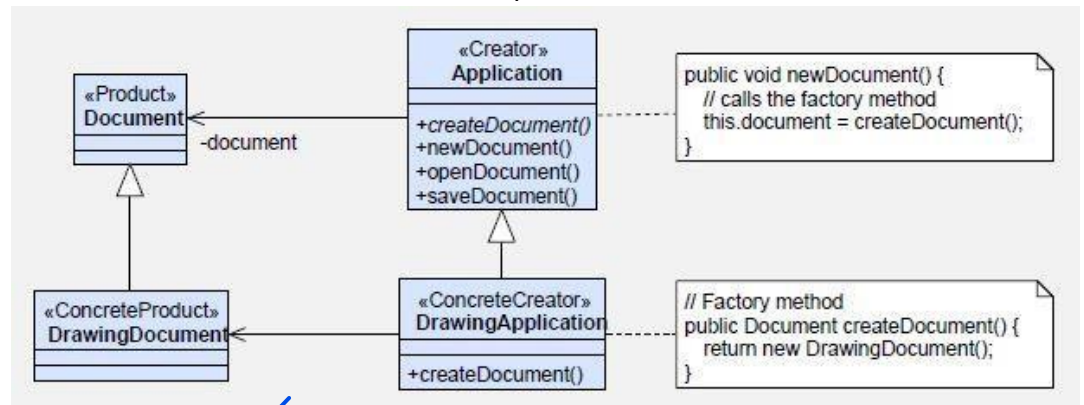 «Creator»
Application
+createDocument()
+newDocument()
+openDocument()
+saveDocument()
public void newDocument() {
// calls the factory method
this.document = createDocument();
}
«Product»
Document
-document
«ConcreteProduct»
DrawingDocument
«ConcreteCreator»
DrawingApplication
+createDocument()
// Factory method
public Document createDocument() {
return new DrawingDocument();
}